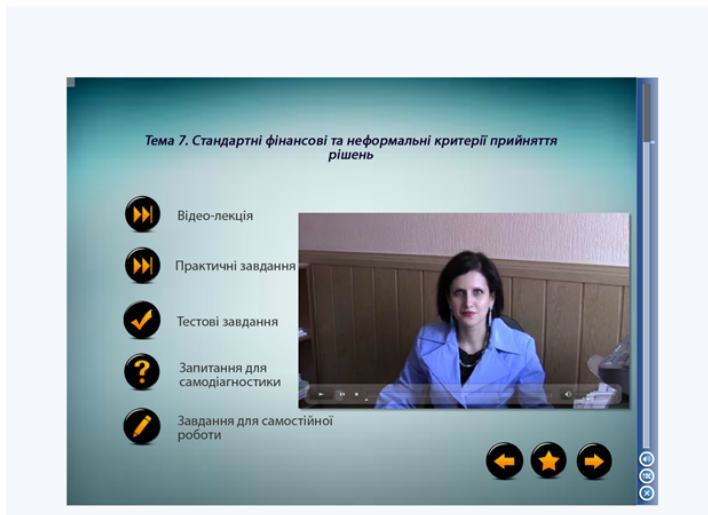 Тема 7. Стандартні фінансові та неформальні критерії прийняття
рішень
Відео-лекція
Практичні завдання
Тестові завдання
Запитання для
самодіагностики
Завдання для самостійної
роботи